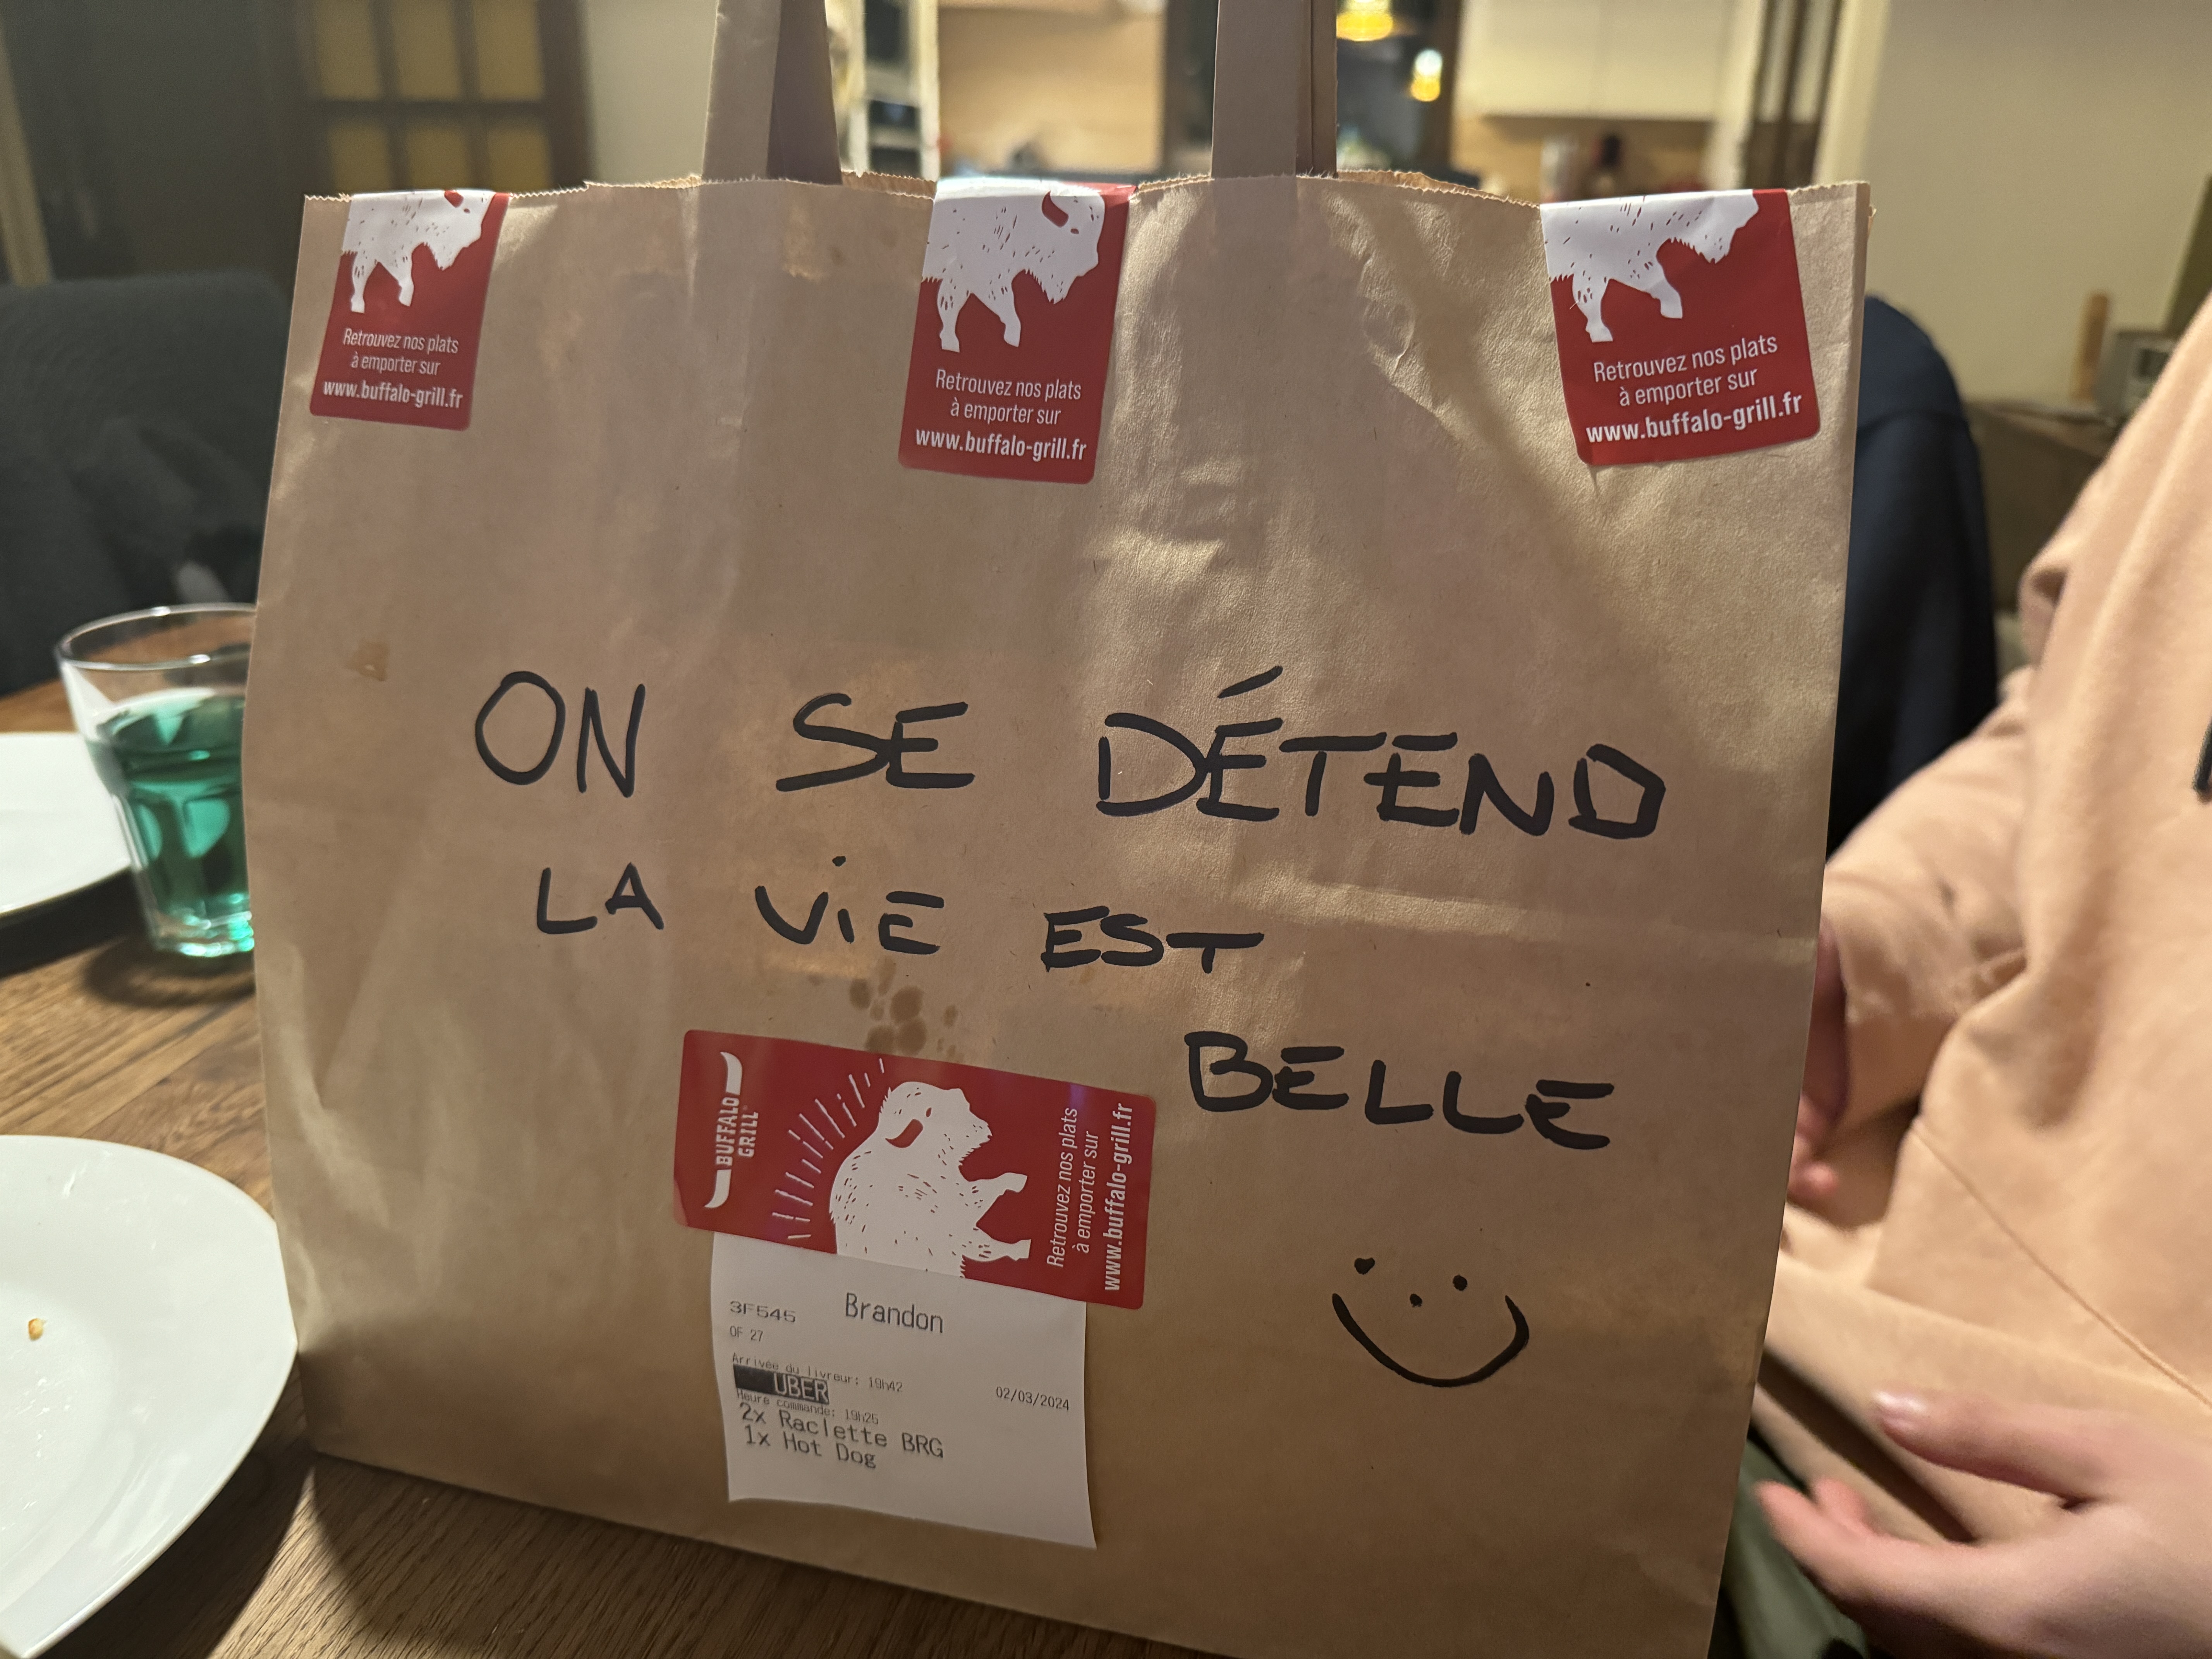 Retrouvez nos plats
à emporter sur
www.buffalo-grill.fr
Retrouvez nos plats
à emporter sur
www.buffalo-grill.fr
Retrouvez nos plats
à emporter sur
www.buffalo-grill.fr
ON SE DÉTEND
LA ViE EST
BELLE
BUFFALO
GRILL
Retrouvez nos plats
à emporter sur
www.buffalo-grill.fr
3F545 Brandon
OF 27
Arrivée du livreur: 19h42
UBER 02/03/2024
Heure commande: 19h25
2x Raclette BRG
1x Hot Dog